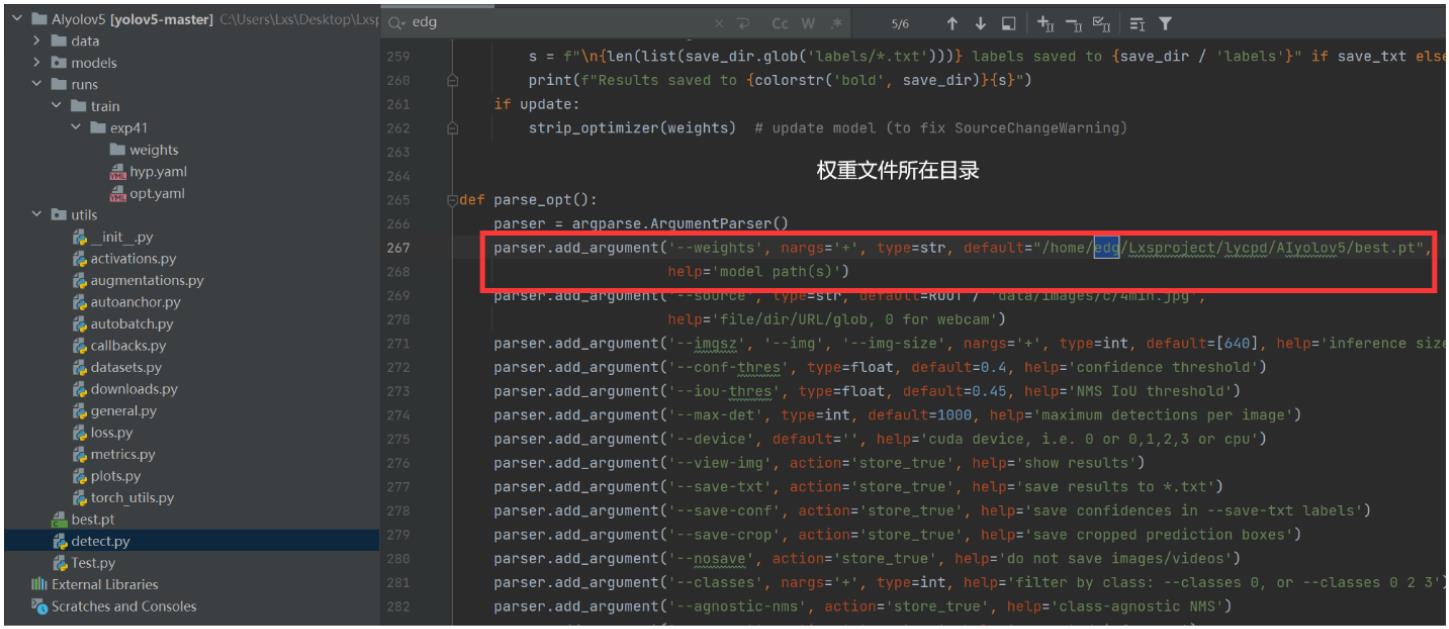 AIyolov5 [yolov5-master] C:\Users\Lxs\Desktop\Lxsp
data
models
runs
train
exp41
weights
hyp.yaml
opt.yaml
utils
__init__.py
activations.py
augmentations.py
autoanchor.py
autobatch.py
callbacks.py
datasets.py
downloads.py
general.py
loss.py
metrics.py
plots.py
torch_utils.py
best.pt
detect.py
Test.py
External Libraries
Scratches and Consoles
edg
Cc W .* 5/6
259 s = f"\n{len(list(save_dir.glob('labels/*.txt')))} labels saved to {save_dir / 'labels'}" if save_txt else
260 print(f"Results saved to {colorstr('bold', save_dir)}{s}")
261 if update:
262 strip_optimizer(weights) # update model (to fix SourceChangeWarning)
263
264
权重文件所在目录
265 def parse_opt():
266 parser = argparse.ArgumentParser()
267 parser.add_argument('--weights', nargs='+', type=str, default="/home/edg/Lxsproject/lycpd/AIyolov5/best.pt",
268 help='model path(s)')
269 parser.add_argument('--source', type=str, default=ROOT / 'data/images/c/4min.jpg',
270 help='file/dir/URL/glob, 0 for webcam')
271 parser.add_argument('--imgsz', '--img', '--img-size', nargs='+', type=int, default=[640], help='inference size
272 parser.add_argument('--conf-thres', type=float, default=0.4, help='confidence threshold')
273 parser.add_argument('--iou-thres', type=float, default=0.45, help='NMS IoU threshold')
274 parser.add_argument('--max-det', type=int, default=1000, help='maximum detections per image')
275 parser.add_argument('--device', default='', help='cuda device, i.e. 0 or 0,1,2,3 or cpu')
276 parser.add_argument('--view-img', action='store_true', help='show results')
277 parser.add_argument('--save-txt', action='store_true', help='save results to *.txt')
278 parser.add_argument('--save-conf', action='store_true', help='save confidences in --save-txt labels')
279 parser.add_argument('--save-crop', action='store_true', help='save cropped prediction boxes')
280 parser.add_argument('--nosave', action='store_true', help='do not save images/videos')
281 parser.add_argument('--classes', nargs='+', type=int, help='filter by class: --classes 0, or --classes 0 2 3')
282 parser.add_argument('--agnostic-nms', action='store_true', help='class-agnostic NMS')